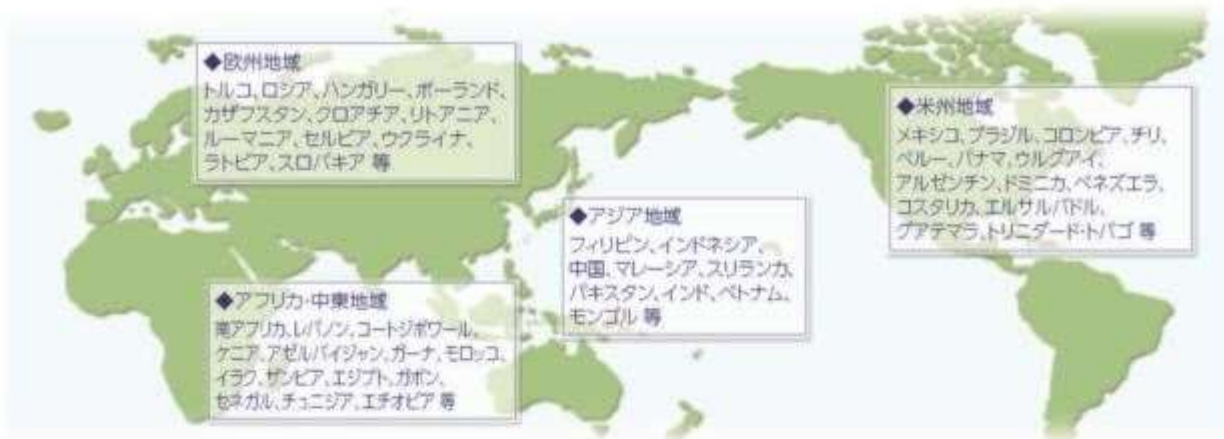 ◆欧州地域
トルコ、ロシア、ハンガリー、ポーランド、
カザフスタン、クロアチア、リトアニア、
ルーマニア、セルビア、ウクライナ、
ラトビア、スロバキア 等
◆米州地域
メキシコ、ブラジル、コロンビア、チリ、
ペルー、パナマ、ウルグアイ、
アルゼンチン、ドミニカ、ベネズエラ、
コスタリカ、エルサルバドル、
グアテマラ、トリニダード・トバゴ 等
◆アジア地域
フィリピン、インドネシア、
中国、マレーシア、スリランカ、
パキスタン、インド、ベトナム、
モンゴル 等
◆アフリカ・中東地域
南アフリカ、レバノン、コートジボワール、
ケニア、アゼルバイジャン、ガーナ、モロッコ、
イラク、ザンビア、エジプト、ガボン、
セネガル、チュニジア、エチオピア 等